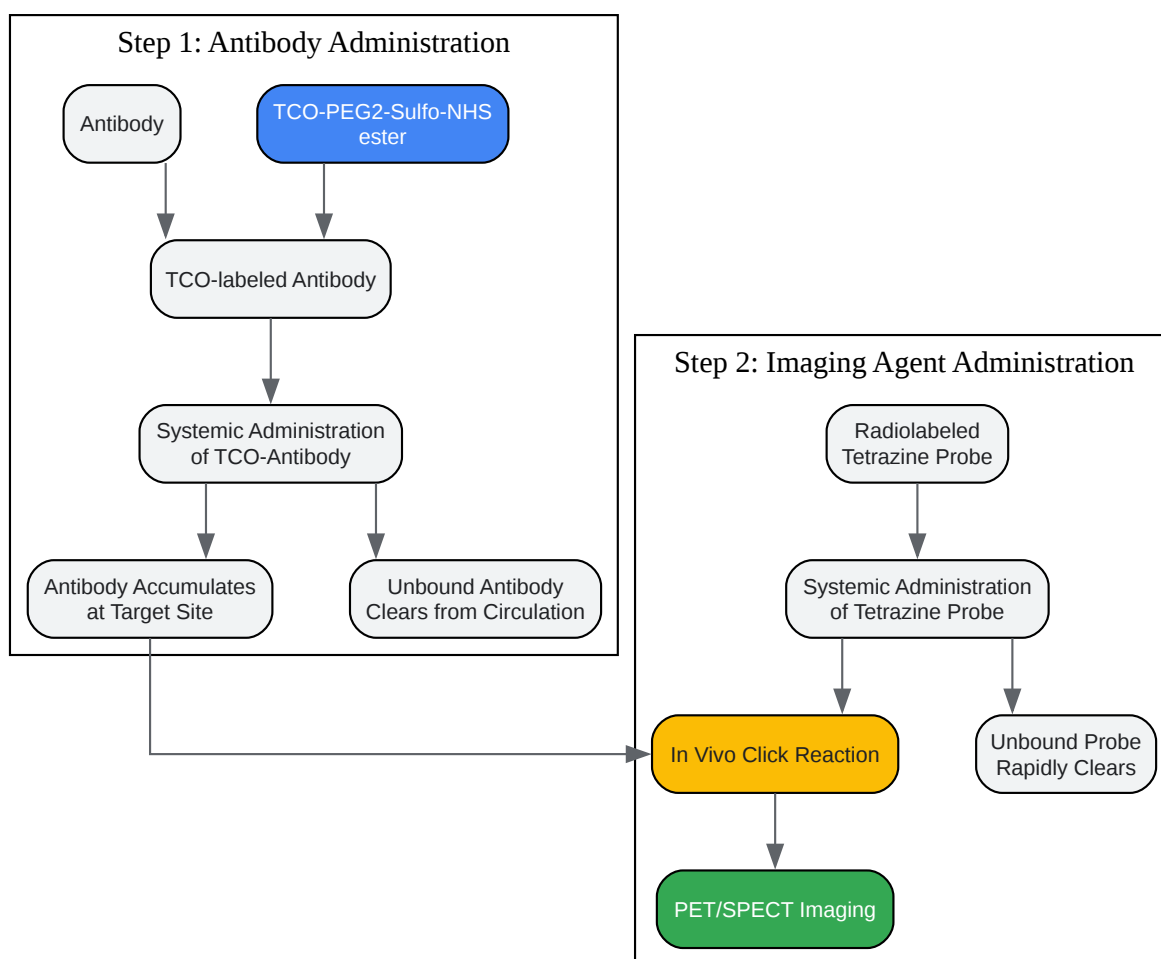 Step 1: Antibody Administration
Antibody
TCO-PEG2-Sulfo-NHS
ester
TCO-labeled Antibody
Systemic Administration
of TCO-Antibody
Antibody Accumulates
at Target Site
Unbound Antibody
Clears from Circulation
Step 2: Imaging Agent Administration
Radiolabeled
Tetrazine Probe
Systemic Administration
of Tetrazine Probe
In Vivo Click Reaction
Unbound Probe
Rapidly Clears
PET/SPECT Imaging